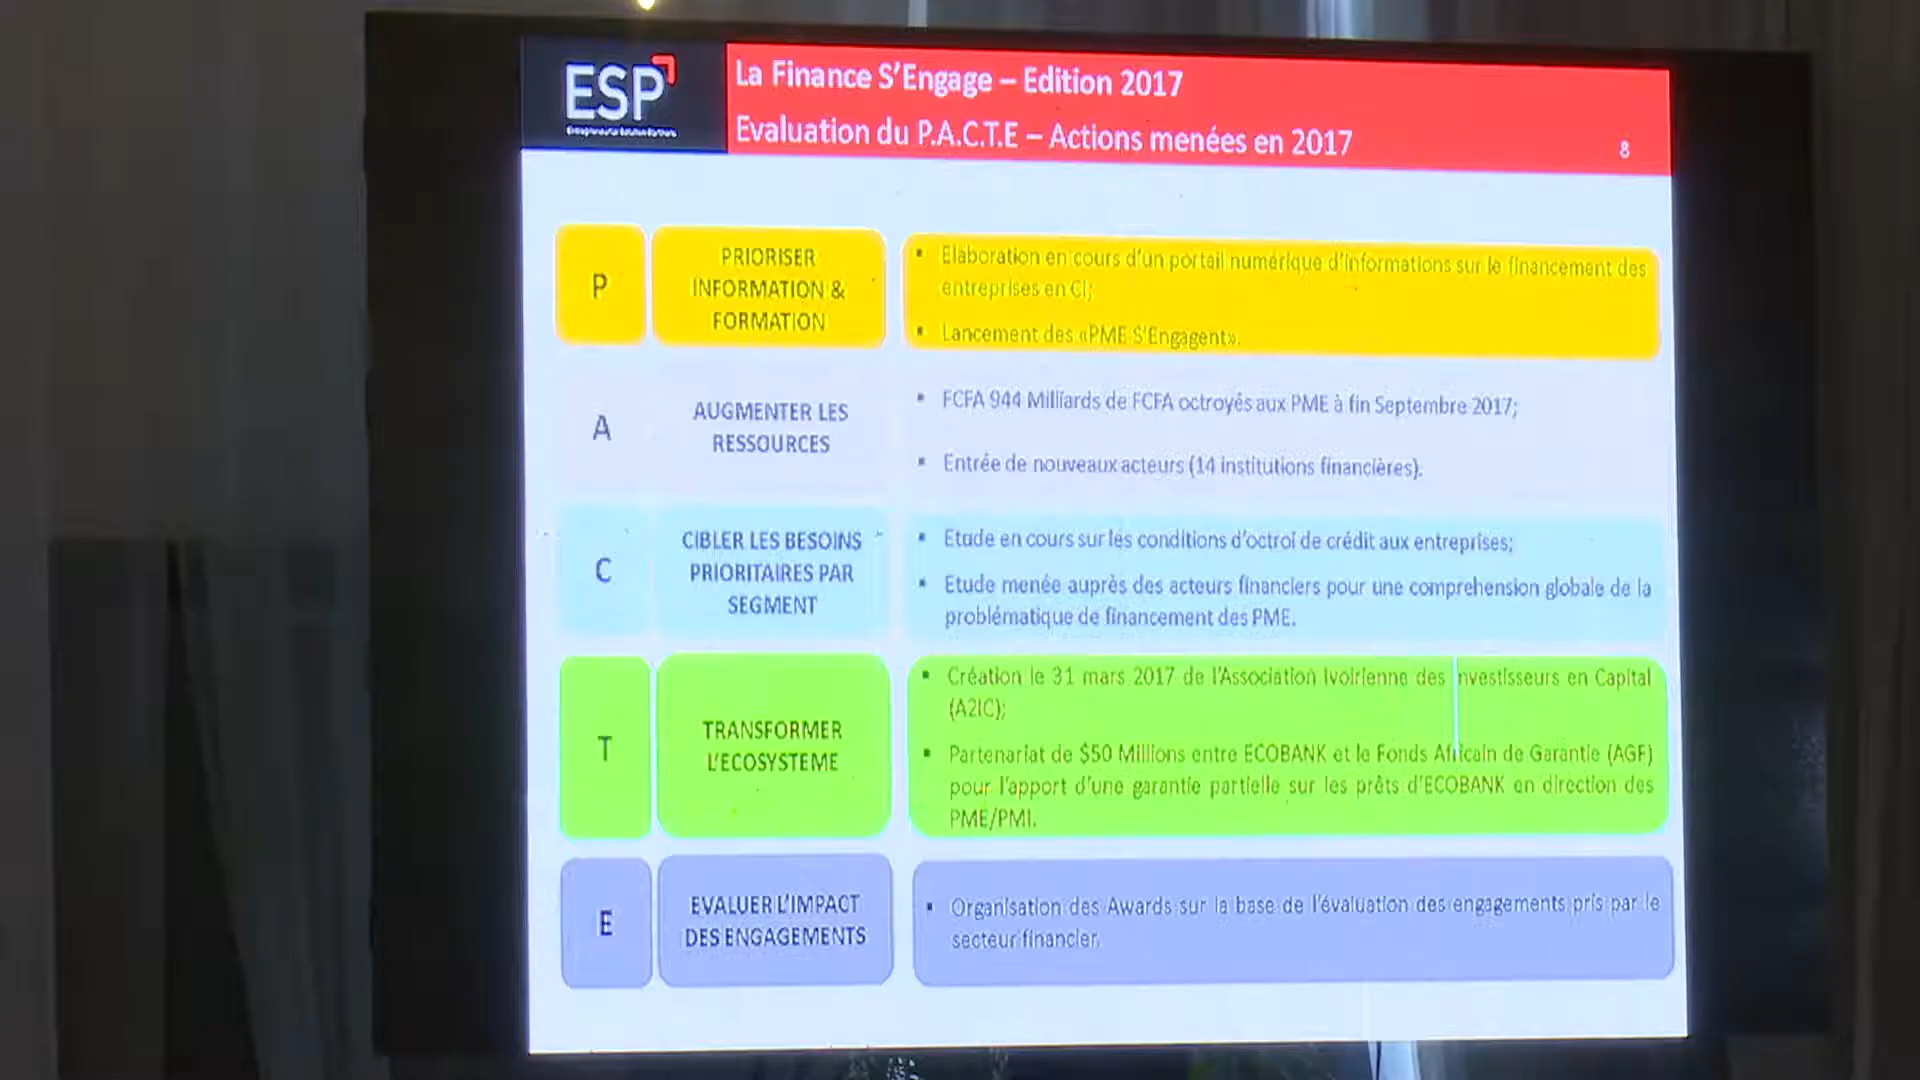 ESP
Entrepreneurial Solutions Partners
La Finance S'Engage – Edition 2017
Evaluation du P.A.C.T.E – Actions menées en 2017
8
P
PRIORISER
INFORMATION &
FORMATION
▪ Elaboration en cours d'un portail numérique d'informations sur le financement des
entreprises en CI;
▪ Lancement des «PME S'Engagent».
A
AUGMENTER LES
RESSOURCES
▪ FCFA 944 Milliards de FCFA octroyés aux PME à fin Septembre 2017;
▪ Entrée de nouveaux acteurs (14 institutions financières).
C
CIBLER LES BESOINS
PRIORITAIRES PAR
SEGMENT
▪ Etude en cours sur les conditions d'octroi de crédit aux entreprises;
▪ Etude menée auprès des acteurs financiers pour une comprehension globale de la
problématique de financement des PME.
T
TRANSFORMER
L'ECOSYSTEME
▪ Création le 31 mars 2017 de l'Association Ivoirienne des Investisseurs en Capital
(A2IC);
▪ Partenariat de $50 Millions entre ECOBANK et le Fonds Africain de Garantie (AGF)
pour l'apport d'une garantie partielle sur les prêts d'ECOBANK en direction des
PME/PMI.
E
EVALUER L'IMPACT
DES ENGAGEMENTS
▪ Organisation des Awards sur la base de l'évaluation des engagements pris par le
secteur financier.